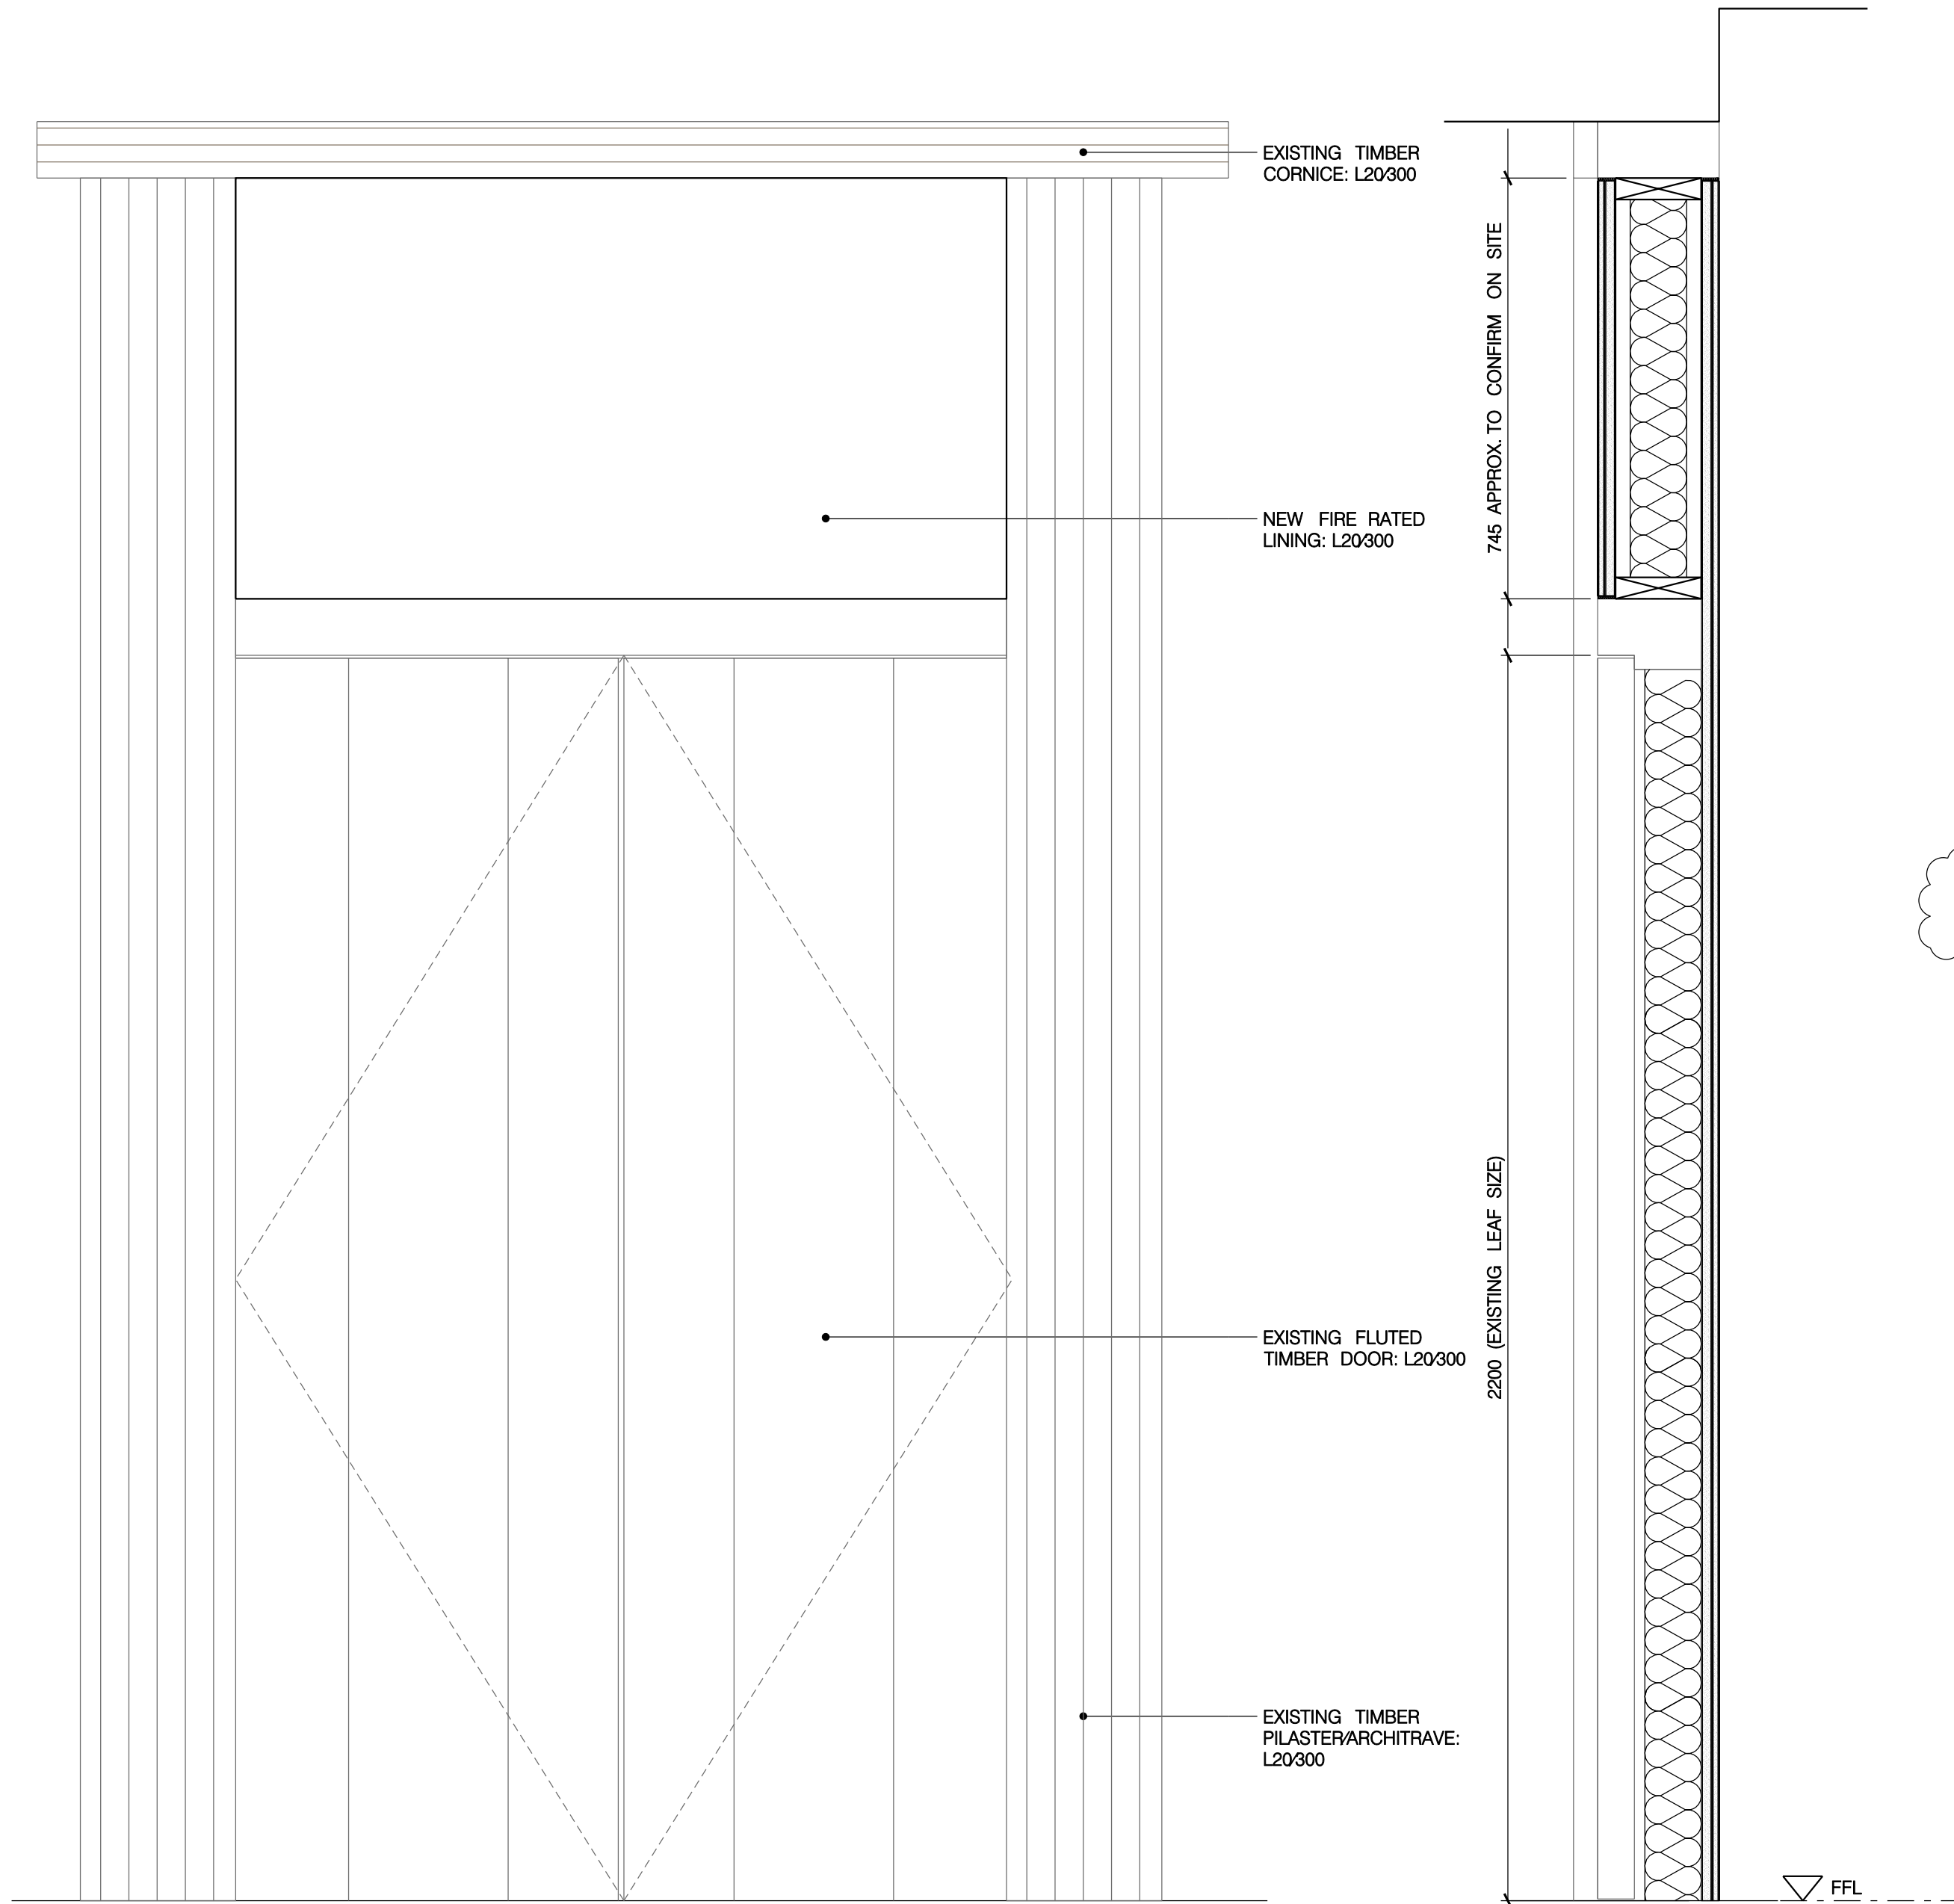 EXISTING TIMBER
CORNICE: L20/300
745 APPROX. TO CONFIRM ON SITE
NEW FIRE RATED
LINING: L20/300
2200 (EXISTING LEAF SIZE)
EXISTING FLUTED
TIMBER DOOR: L20/300
EXISTING TIMBER
PILASTER/ARCHITRAVE:
L20/300
FFL